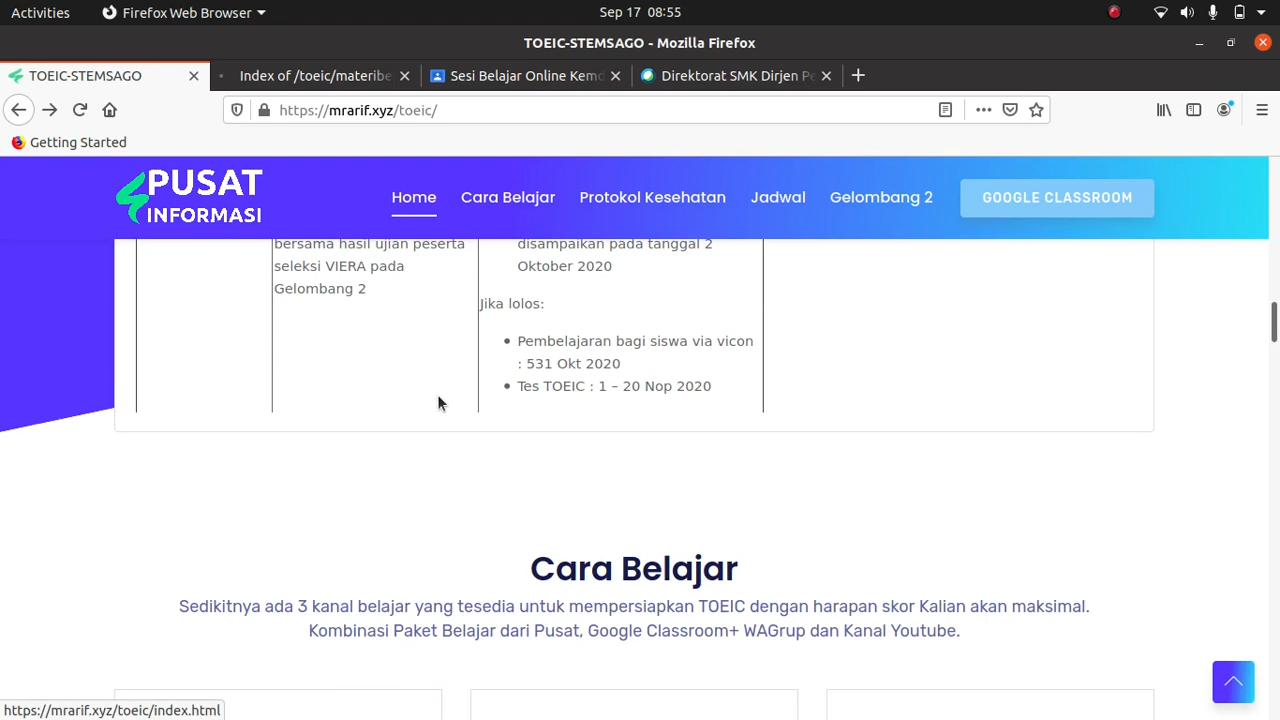 Activities
Firefox Web Browser
Sep 17 08:55
TOEIC-STEMSAGO - Mozilla Firefox
TOEIC-STEMSAGO
Index of /toeic/materibe
Sesi Belajar Online Kemd
Direktorat SMK Dirjen Pe
https://mrarif.xyz/toeic/
Getting Started
PUSAT
INFORMASI
Home
Cara Belajar
Protokol Kesehatan
Jadwal
Gelombang 2
GOOGLE CLASSROOM
bersama hasil ujian peserta
seleksi VIERA pada
Gelombang 2
disampaikan pada tanggal 2
Oktober 2020
Jika lolos:
Pembelajaran bagi siswa via vicon
: 531 Okt 2020
Tes TOEIC : 1 – 20 Nop 2020
Cara Belajar
Sedikitnya ada 3 kanal belajar yang tesedia untuk mempersiapkan TOEIC dengan harapan skor Kalian akan maksimal.
Kombinasi Paket Belajar dari Pusat, Google Classroom+ WAGrup dan Kanal Youtube.
https://mrarif.xyz/toeic/index.html